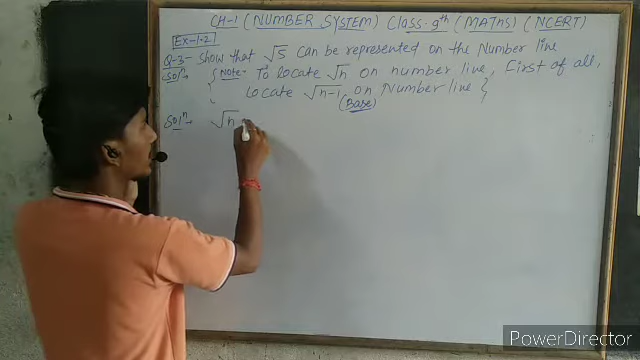 CH-1 (NUMBER SYSTEM) Class-9th (MATHS) (NCERT)
Ex-1.2
Q-3- Show that √5 can be represented on the Number line
Solⁿ→ { Note- To locate √n on number line, First of all,
Locate √n-1 on Number line }
(Base)
Solⁿ→ √n
PowerDirector